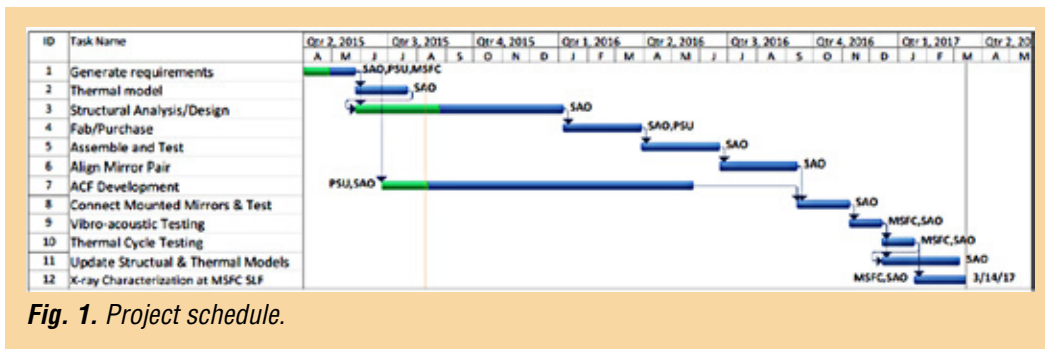 ID Task Name Qtr 2, 2015 Qtr 3, 2015 Qtr 4, 2015 Qtr 1, 2016 Qtr 2, 2016 Qtr 3, 2016 Qtr 4, 2016 Qtr 1, 2017 Qtr 2, 20
A M J J A S O N D J F M A M J J A S O N D J F M A M
1 Generate requirements SAO,PSU,MSFC
2 Thermal model SAO
3 Structural Analysis/Design SAO
4 Fab/Purchase SAO,PSU
5 Assemble and Test SAO
6 Align Mirror Pair SAO
7 ACF Development PSU,SAO
8 Connect Mounted Mirrors & Test SAO
9 Vibro-acoustic Testing MSFC,SAO
10 Thermal Cycle Testing MSFC,SAO
11 Update Structual & Thermal Models SAO
12 X-ray Characterization at MSFC SLF MSFC,SAO 3/14/17
Fig. 1. Project schedule.